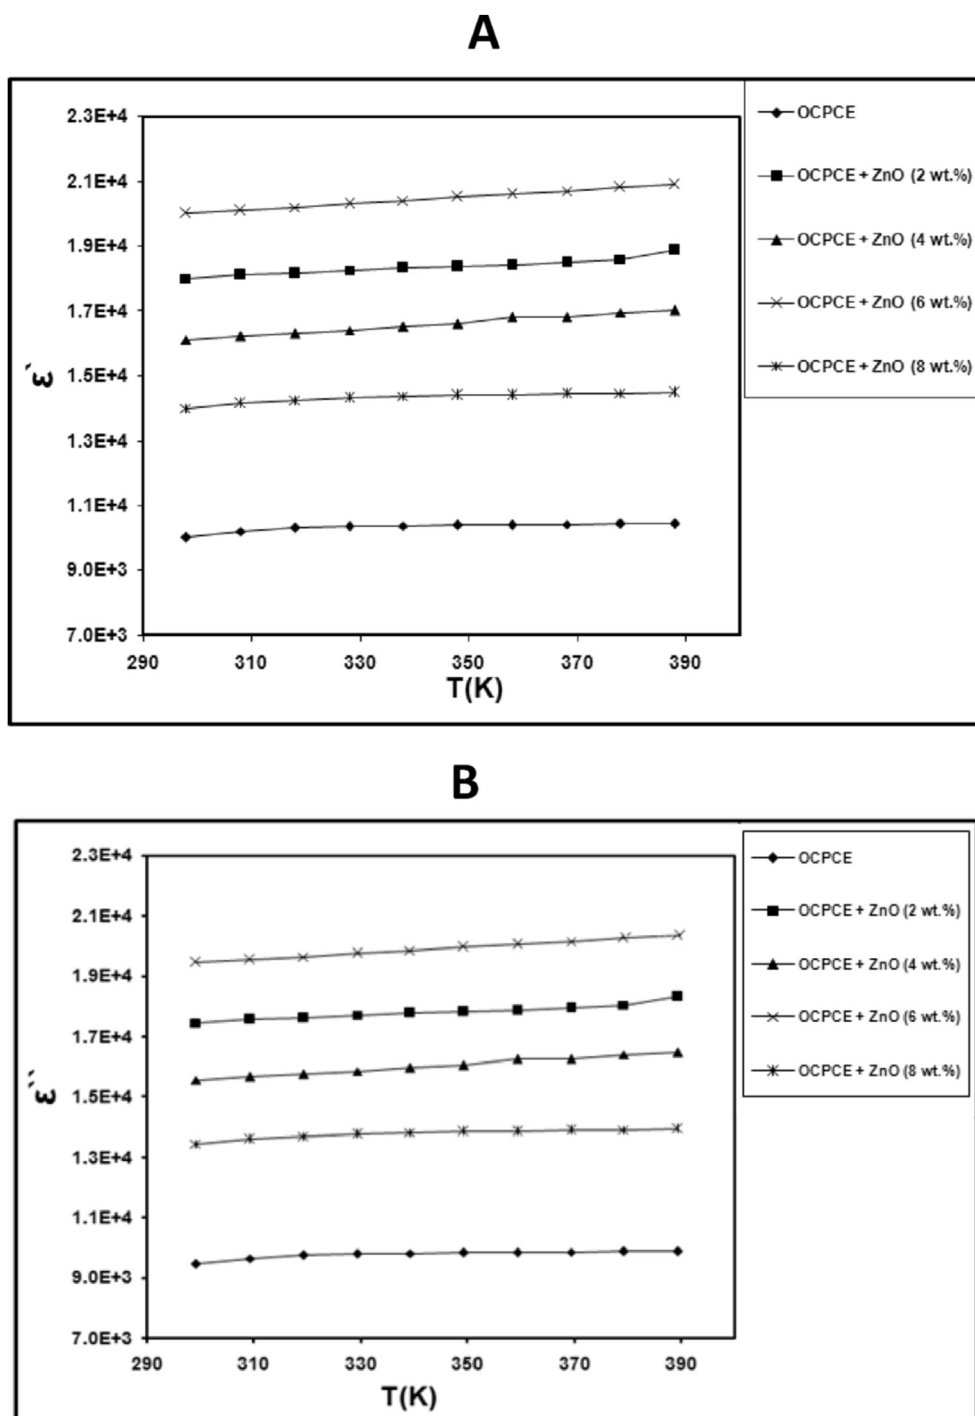 A
2.3E+4
2.1E+4
1.9E+4
1.7E+4
1.5E+4
1.3E+4
1.1E+4
9.0E+3
7.0E+3
ε`
290 310 330 350 370 390
T(K)
OCPCE
OCPCE + ZnO (2 wt.%)
OCPCE + ZnO (4 wt.%)
OCPCE + ZnO (6 wt.%)
OCPCE + ZnO (8 wt.%)
B
2.3E+4
2.1E+4
1.9E+4
1.7E+4
1.5E+4
1.3E+4
1.1E+4
9.0E+3
7.0E+3
ε``
290 310 330 350 370 390
T(K)
OCPCE
OCPCE + ZnO (2 wt.%)
OCPCE + ZnO (4 wt.%)
OCPCE + ZnO (6 wt.%)
OCPCE + ZnO (8 wt.%)